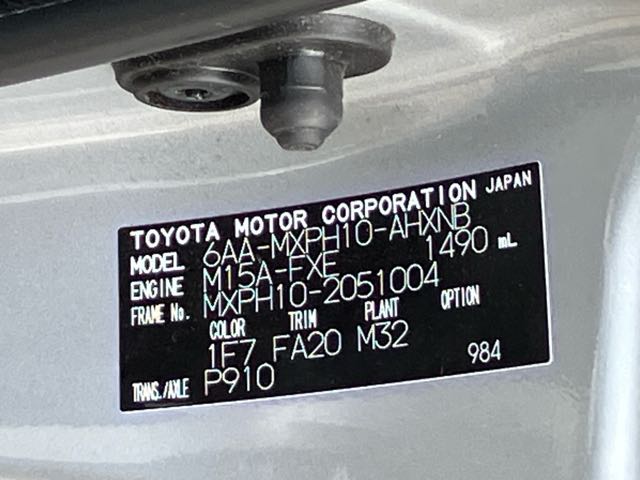 TOYOTA MOTOR CORPORATION JAPAN
MODEL 6AA-MXPH10-AHXNB
ENGINE M15A-FXE 1490 mL
FRAME No. MXPH10-2051004
COLOR TRIM PLANT OPTION
1F7 FA20 M32
TRANS./AXLE P910 984